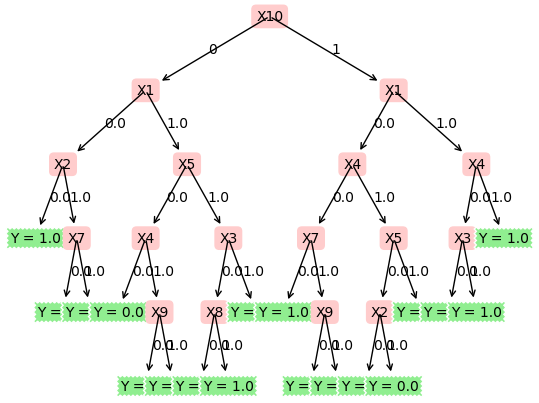 X10
0 1
X1 X1
0.0 1.0 0.0 1.0
X2 X5 X4 X4
0.0 1.0 0.0 1.0 0.0 1.0 0.0 1.0
Y = 1.0 X7 X4 X3 X7 X5 X3 Y = 1.0
0.0 1.0 0.0 1.0 0.0 1.0 0.0 1.0 0.0 1.0 0.0 1.0
Y = Y = Y = 0.0 X9 X8 Y = Y = 1.0 X9 X2 Y = Y = Y = 1.0
0.0 1.0 0.0 1.0 0.0 1.0 0.0 1.0
Y = Y = Y = Y = 1.0 Y = Y = Y = Y = 0.0